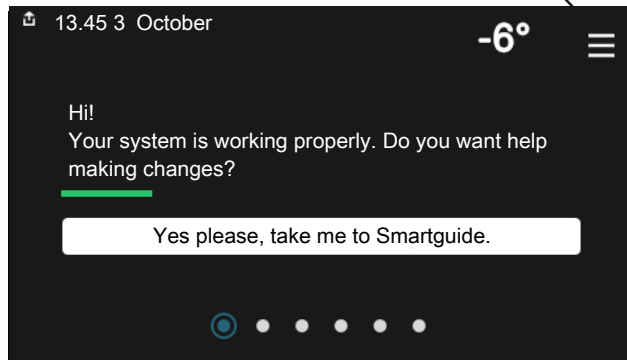 13.45 3 October
-6°
Hi!
Your system is working properly. Do you want help
making changes?
Yes please, take me to Smartguide.